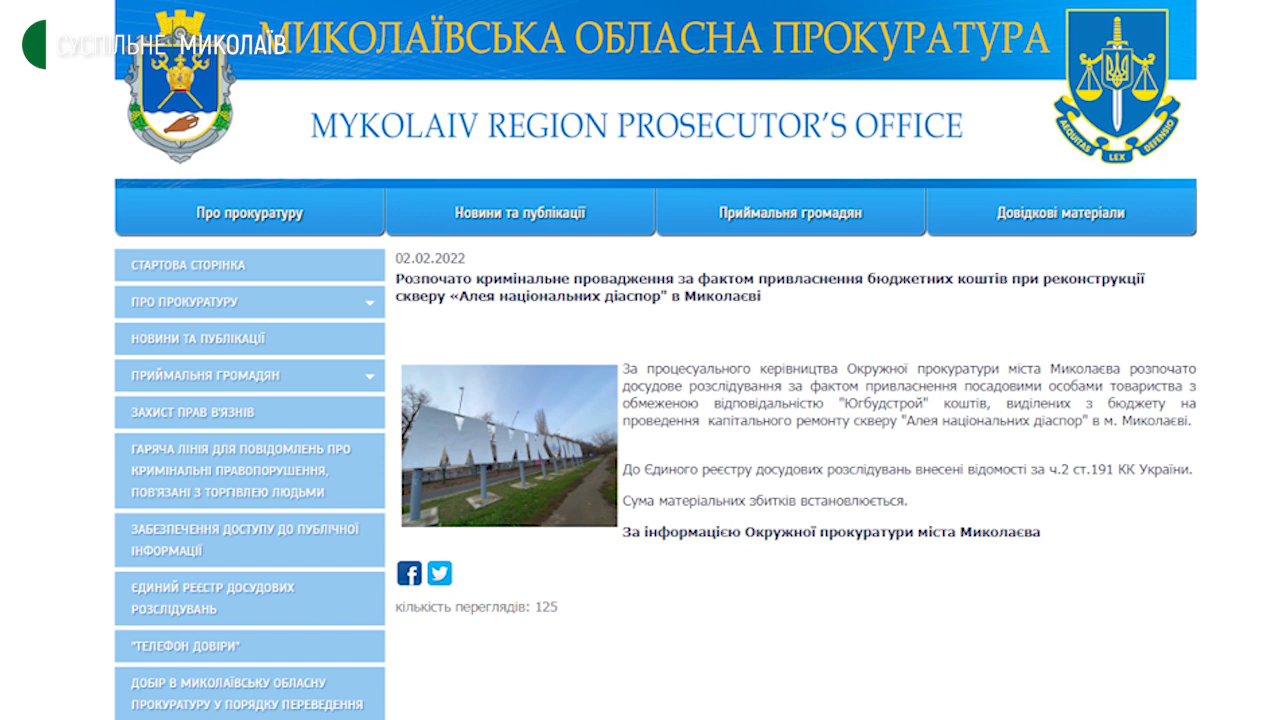 СУСПІЛЬНЕ МИКОЛАЇВ
МИКОЛАЇВСЬКА ОБЛАСНА ПРОКУРАТУРА
MYKOLAIV REGION PROSECUTOR'S OFFICE
AEQUITAS LEX DEFENSIO
Про прокуратуру
Новини та публікації
Приймальня громадян
Довідкові матеріали
СТАРТОВА СТОРІНКА
ПРО ПРОКУРАТУРУ
НОВИНИ ТА ПУБЛІКАЦІЇ
ПРИЙМАЛЬНЯ ГРОМАДЯН
ЗАХИСТ ПРАВ В'ЯЗНІВ
ГАРЯЧА ЛІНІЯ ДЛЯ ПОВІДОМЛЕНЬ ПРО
КРИМІНАЛЬНІ ПРАВОПОРУШЕННЯ,
ПОВ'ЯЗАНІ З ТОРГІВЛЕЮ ЛЮДЬМИ
ЗАБЕЗПЕЧЕННЯ ДОСТУПУ ДО ПУБЛІЧНОЇ
ІНФОРМАЦІЇ
ЄДИНИЙ РЕЄСТР ДОСУДОВИХ
РОЗСЛІДУВАНЬ
"ТЕЛЕФОН ДОВІРИ"
ДОБІР В МИКОЛАЇВСЬКУ ОБЛАСНУ
ПРОКУРАТУРУ У ПОРЯДКУ ПЕРЕВЕДЕННЯ
02.02.2022
Розпочато кримінальне провадження за фактом привласнення бюджетних коштів при реконструкції
скверу «Алея національних діаспор" в Миколаєві
За процесуального керівництва Окружної прокуратури міста Миколаєва розпочато
досудове розслідування за фактом привласнення посадовими особами товариства з
обмеженою відповідальністю "Югбудстрой" коштів, виділених з бюджету на
проведення капітального ремонту скверу "Алея національних діаспор" в м. Миколаєві.
До Єдиного реєстру досудових розслідувань внесені відомості за ч.2 ст.191 КК України.
Сума матеріальних збитків встановлюється.
За інформацією Окружної прокуратури міста Миколаєва
кількість переглядів: 125